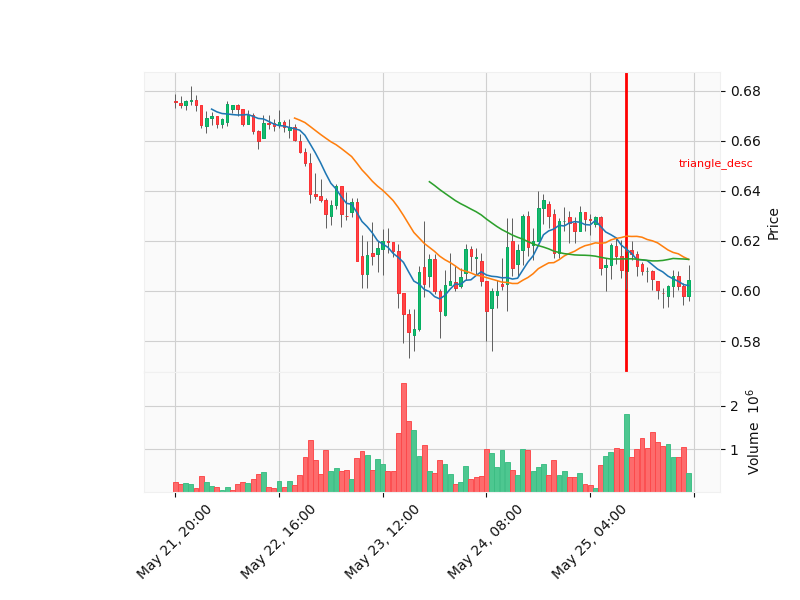 0.68
0.66
triangle_desc
0.64
Price
0.62
0.60
0.58
2
1
Volume 10^6
May 21, 20:00
May 22, 16:00
May 23, 12:00
May 24, 08:00
May 25, 04:00